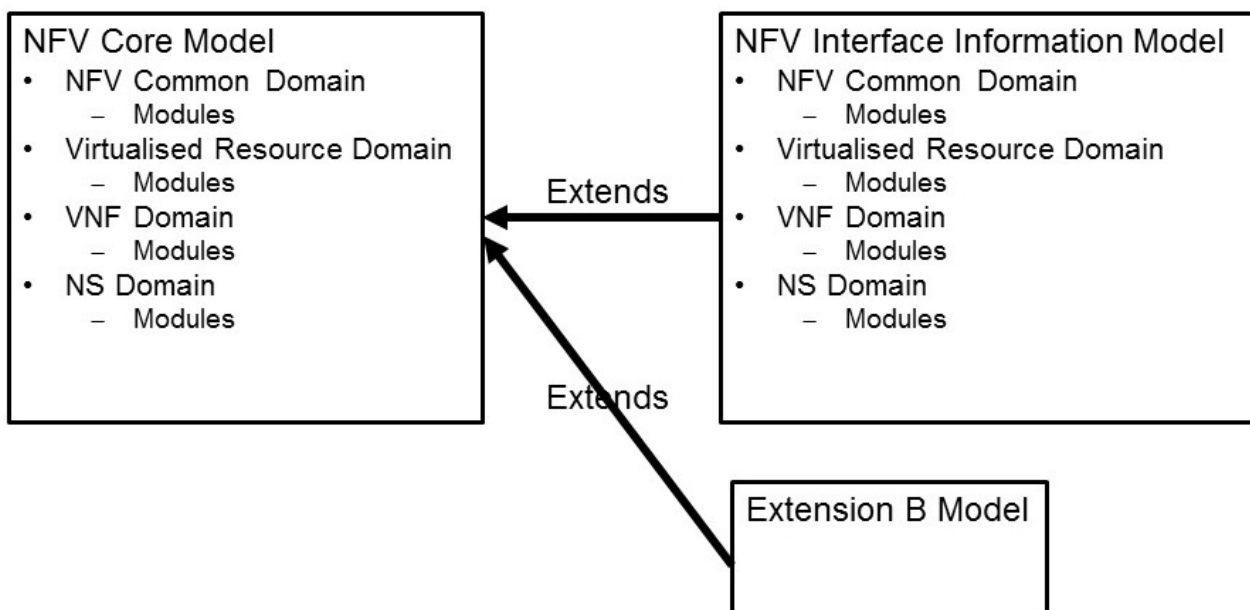 NFV Core Model
• NFV Common Domain
– Modules
• Virtualised Resource Domain
– Modules
• VNF Domain
– Modules
• NS Domain
– Modules
Extends
Extends
NFV Interface Information Model
• NFV Common Domain
– Modules
• Virtualised Resource Domain
– Modules
• VNF Domain
– Modules
• NS Domain
– Modules
Extension B Model